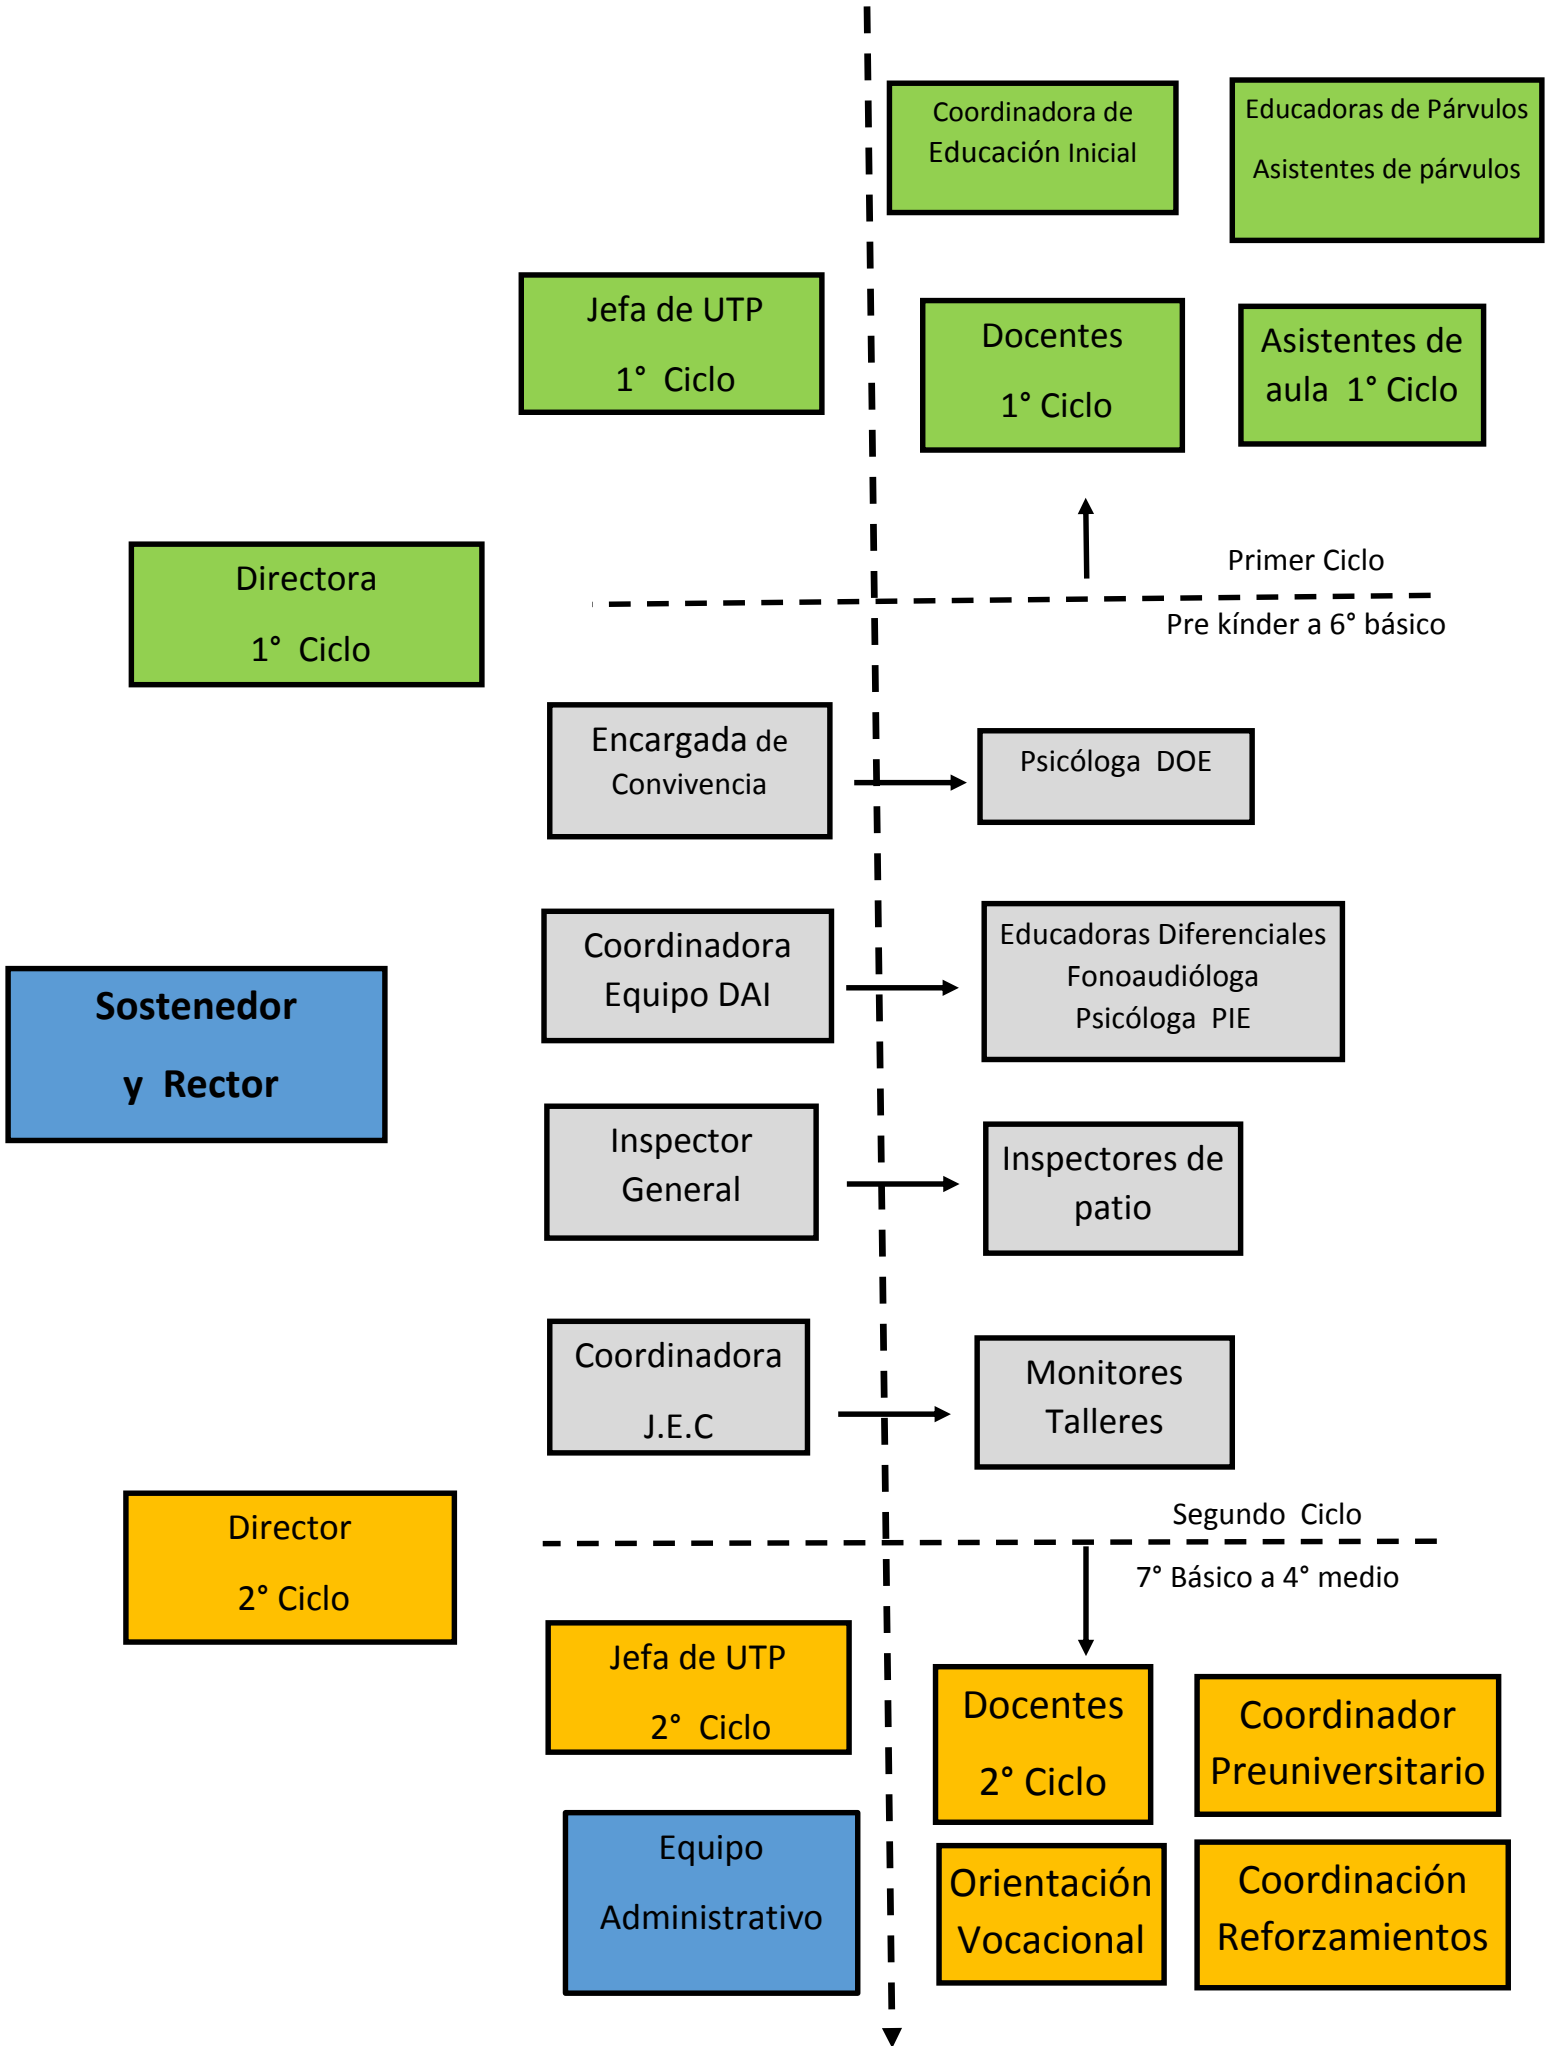 Coordinadora de
Educación Inicial
Educadoras de Párvulos
Asistentes de párvulos
Jefa de UTP
1° Ciclo
Docentes
1° Ciclo
Asistentes de
aula 1° Ciclo
Directora
1° Ciclo
Primer Ciclo
Pre kínder a 6° básico
Encargada de
Convivencia
Psicóloga DOE
Coordinadora
Equipo DAI
Educadoras Diferenciales
Fonoaudióloga
Psicóloga PIE
Sostenedor
y Rector
Inspector
General
Inspectores de
patio
Coordinadora
J.E.C
Monitores
Talleres
Director
2° Ciclo
Segundo Ciclo
7° Básico a 4° medio
Jefa de UTP
2° Ciclo
Docentes
2° Ciclo
Coordinador
Preuniversitario
Equipo
Administrativo
Orientación
Vocacional
Coordinación
Reforzamientos